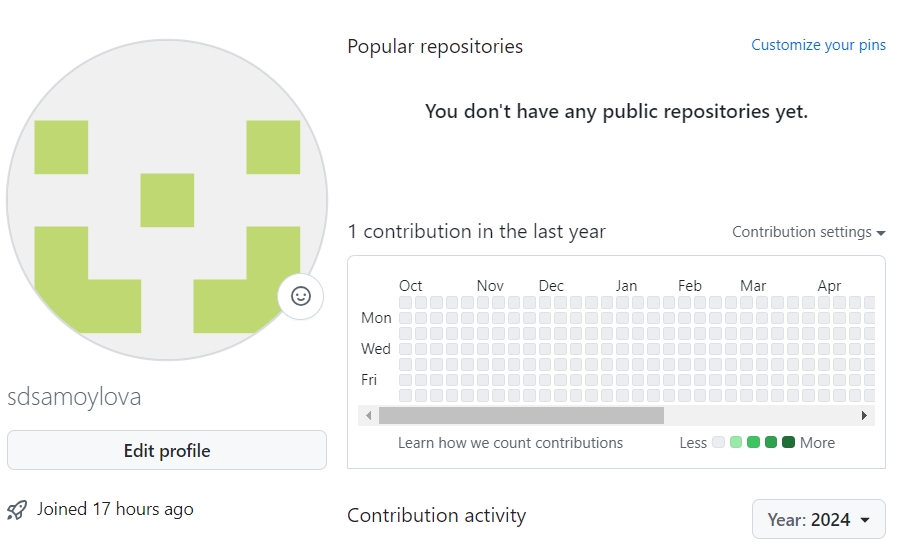 Popular repositories
Customize your pins
You don't have any public repositories yet.
1 contribution in the last year
Contribution settings
Oct Nov Dec Jan Feb Mar Apr
Mon
Wed
Fri
Learn how we count contributions
Less More
sdsamoylova
Edit profile
Joined 17 hours ago
Contribution activity
Year: 2024